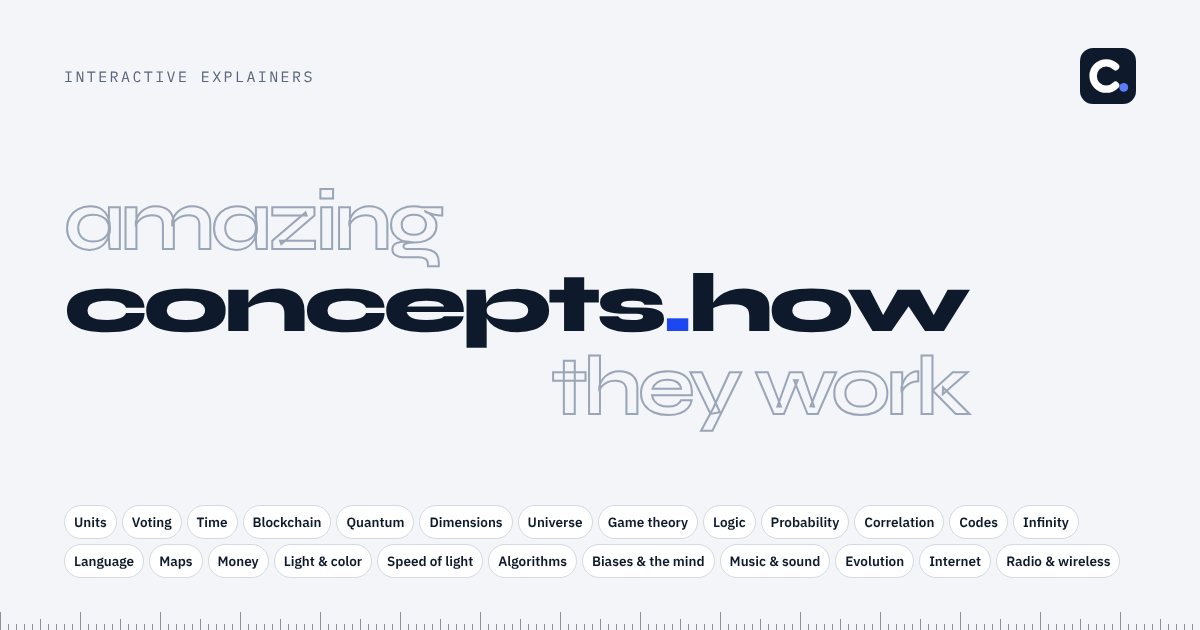 INTERACTIVE EXPLAINERS
C.
amazing
concepts.how
they work
Units Voting Time Blockchain Quantum Dimensions Universe Game theory Logic Probability Correlation Codes Infinity
Language Maps Money Light & color Speed of light Algorithms Biases & the mind Music & sound Evolution Internet Radio & wireless